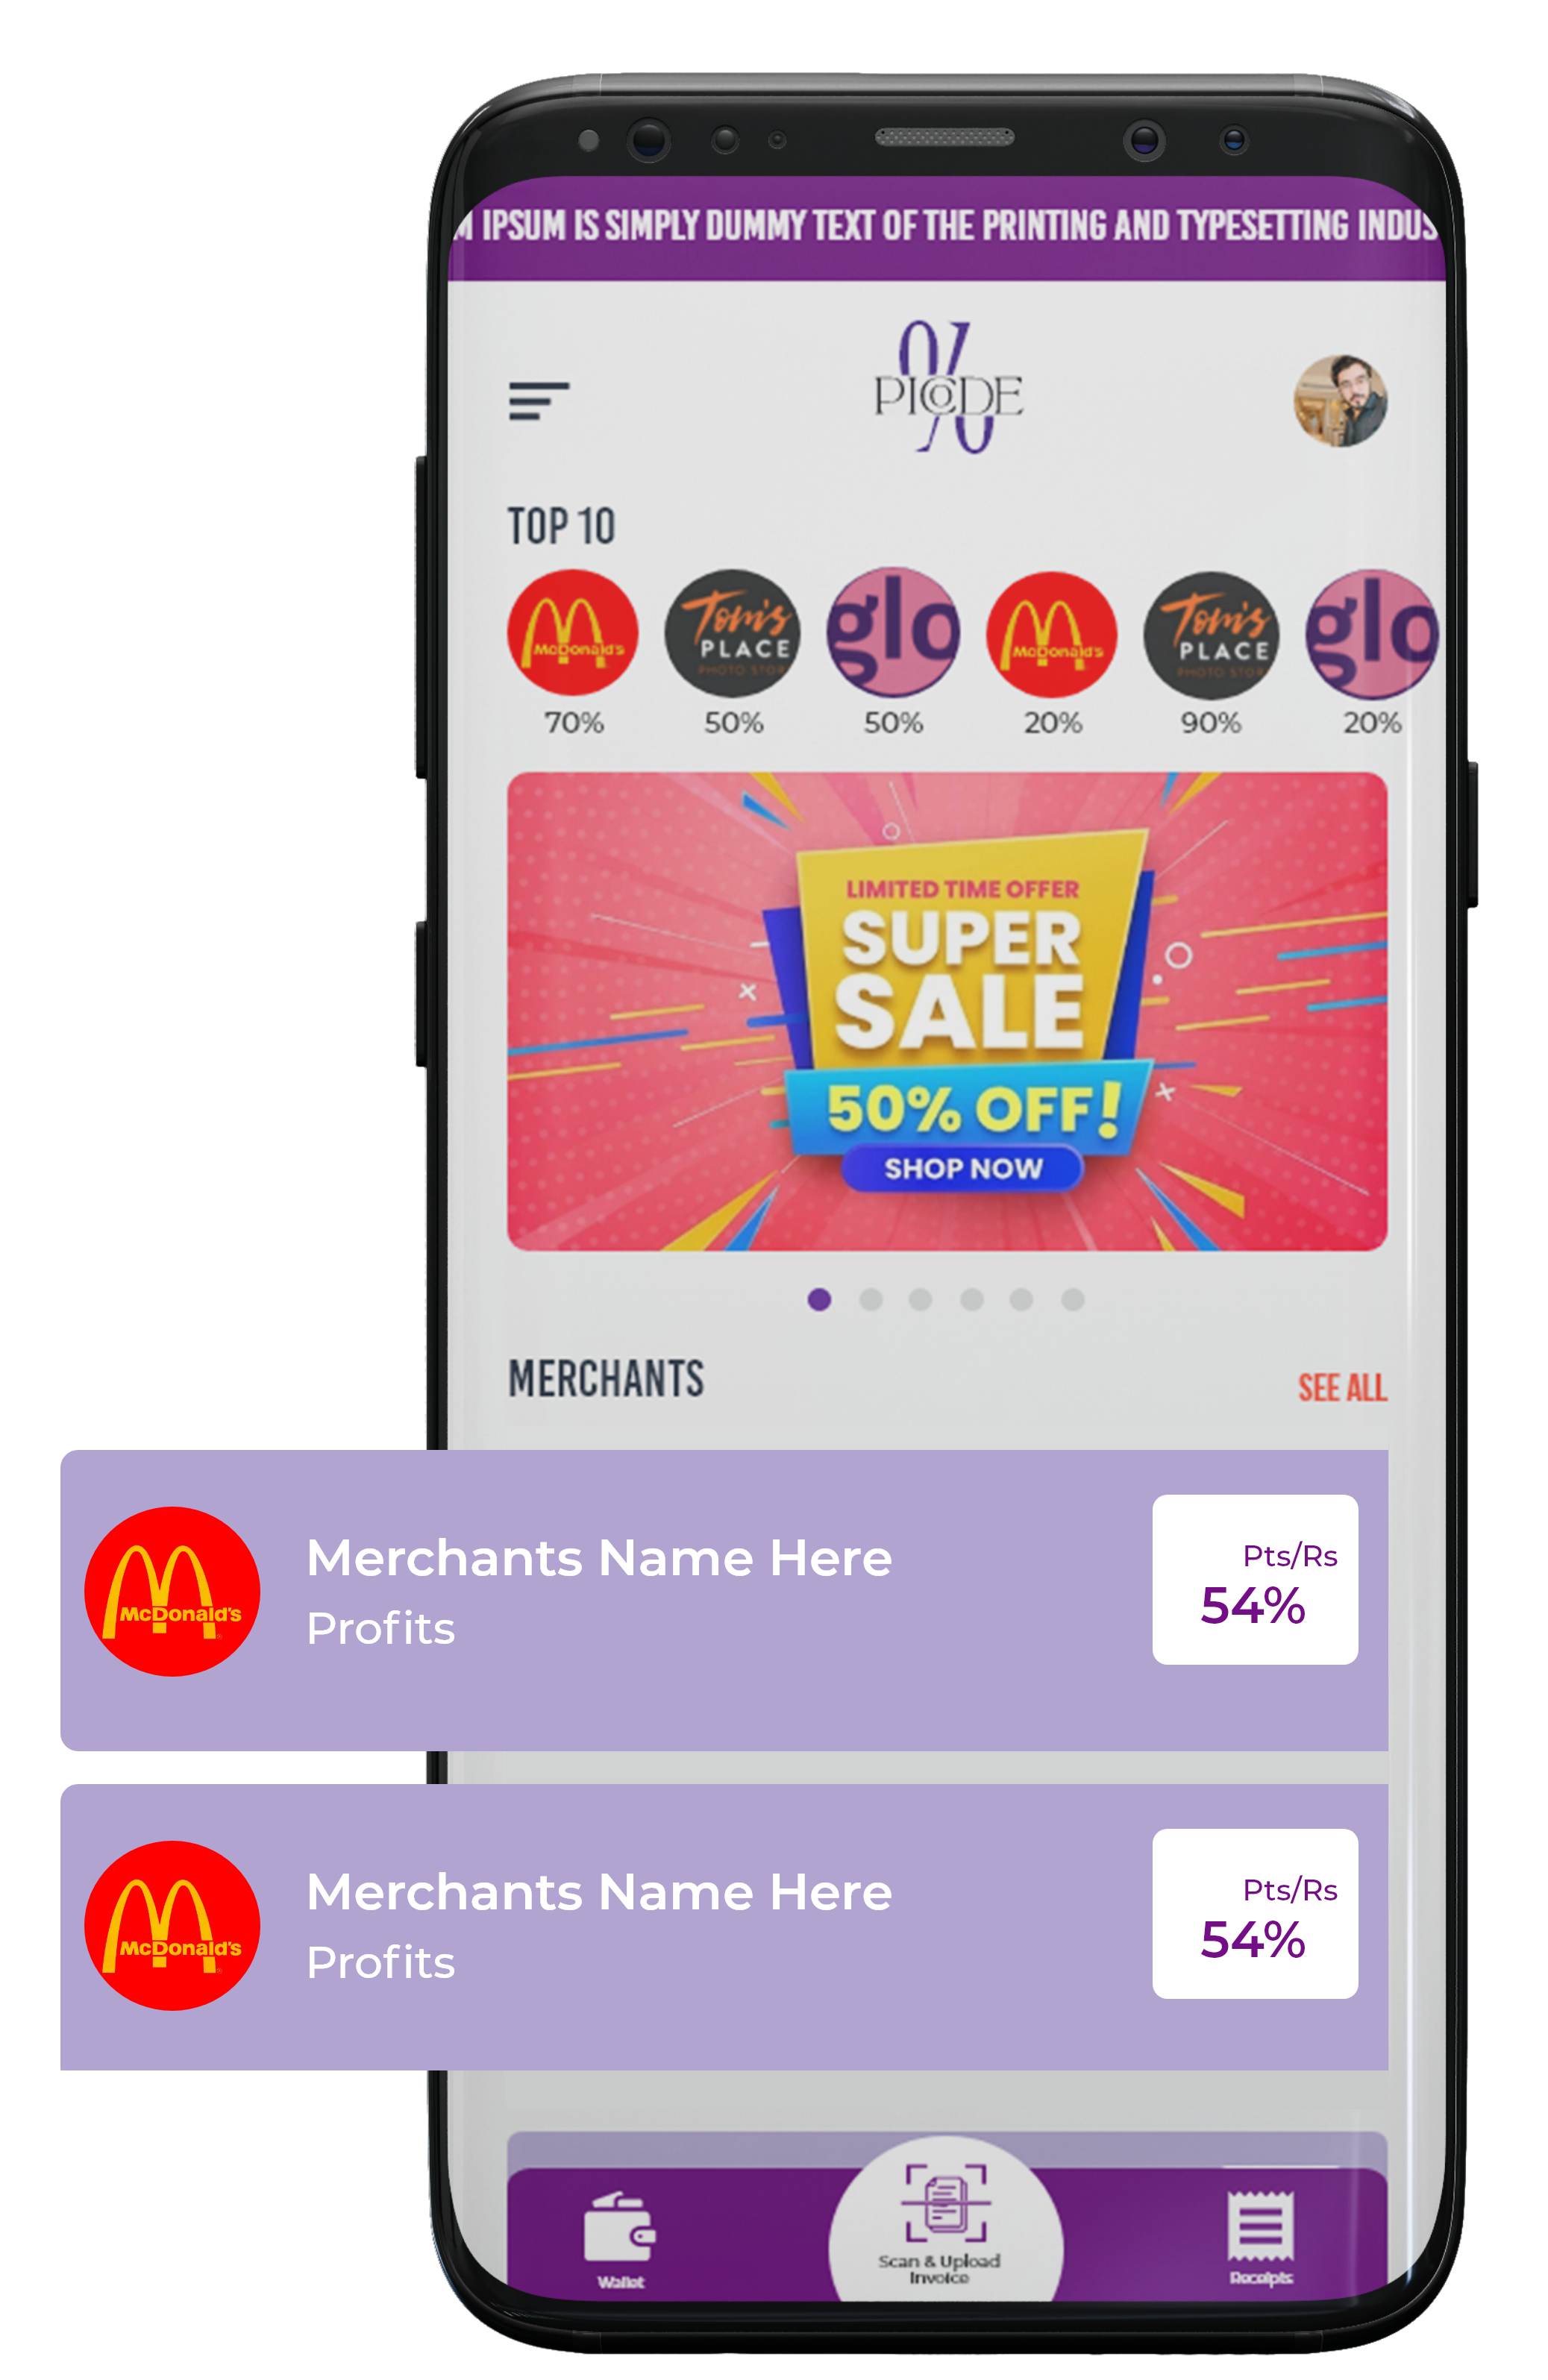 M IPSUM IS SIMPLY DUMMY TEXT OF THE PRINTING AND TYPESETTING INDUS
%
PICODE
TOP 10
McDonald's
Tom's
PLACE
PHOTO STOR
glo
McDonald's
Tom's
PLACE
PHOTO STOR
glo
70% 50% 50% 20% 90% 20%
LIMITED TIME OFFER
SUPER
SALE
50% OFF!
SHOP NOW
MERCHANTS
SEE ALL
McDonald's
Merchants Name Here
Profits
Pts/Rs
54%
McDonald's
Merchants Name Here
Profits
Pts/Rs
54%
Wallet
Scan & Upload
Invoice
Receipts